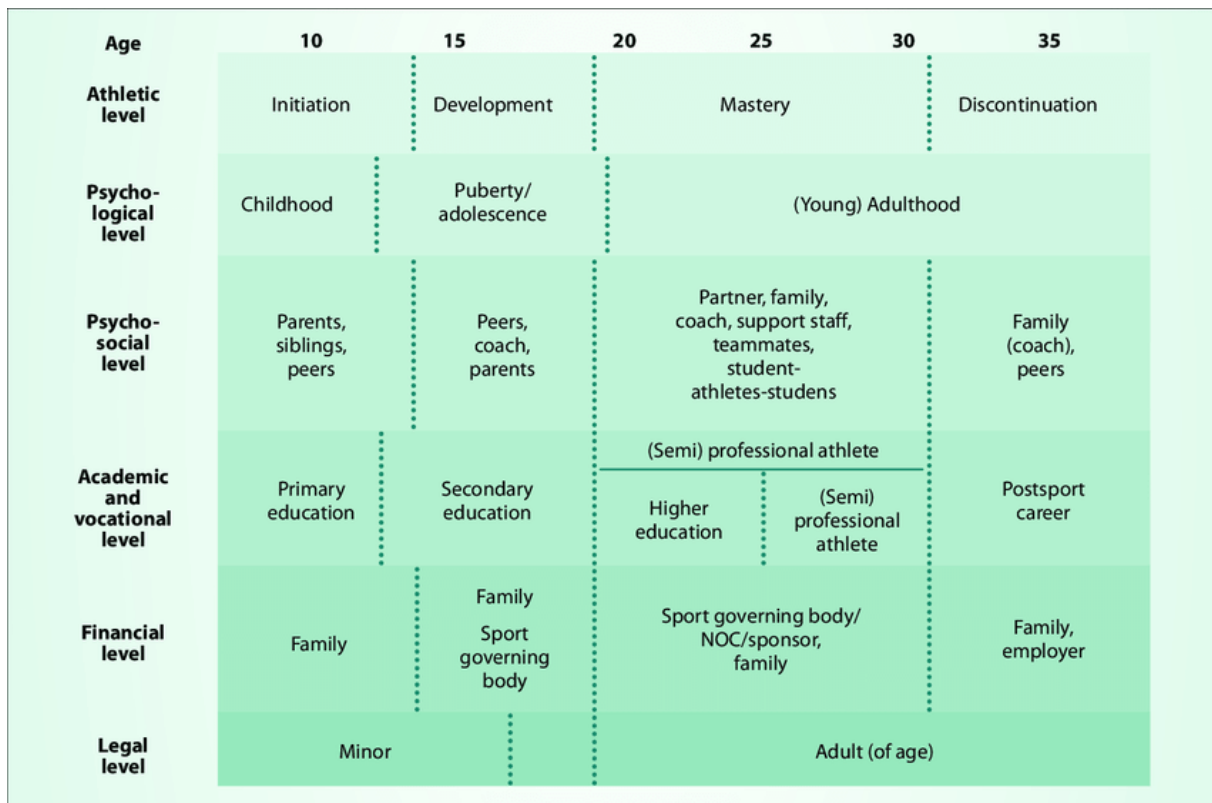 Age 10 15 20 25 30 35
Athletic
level
Initiation
Development
Mastery
Discontinuation
Psycho-
logical
level
Childhood
Puberty/
adolescence
(Young) Adulthood
Psycho-
social
level
Parents,
siblings,
peers
Peers,
coach,
parents
Partner, family,
coach, support staff,
teammates,
student-
athletes-studens
Family
(coach),
peers
Academic
and
vocational
level
Primary
education
Secondary
education
(Semi) professional athlete
Higher
education
(Semi)
professional
athlete
Postsport
career
Financial
level
Family
Family
Sport
governing
body
Sport governing body/
NOC/sponsor,
family
Family,
employer
Legal
level
Minor
Adult (of age)